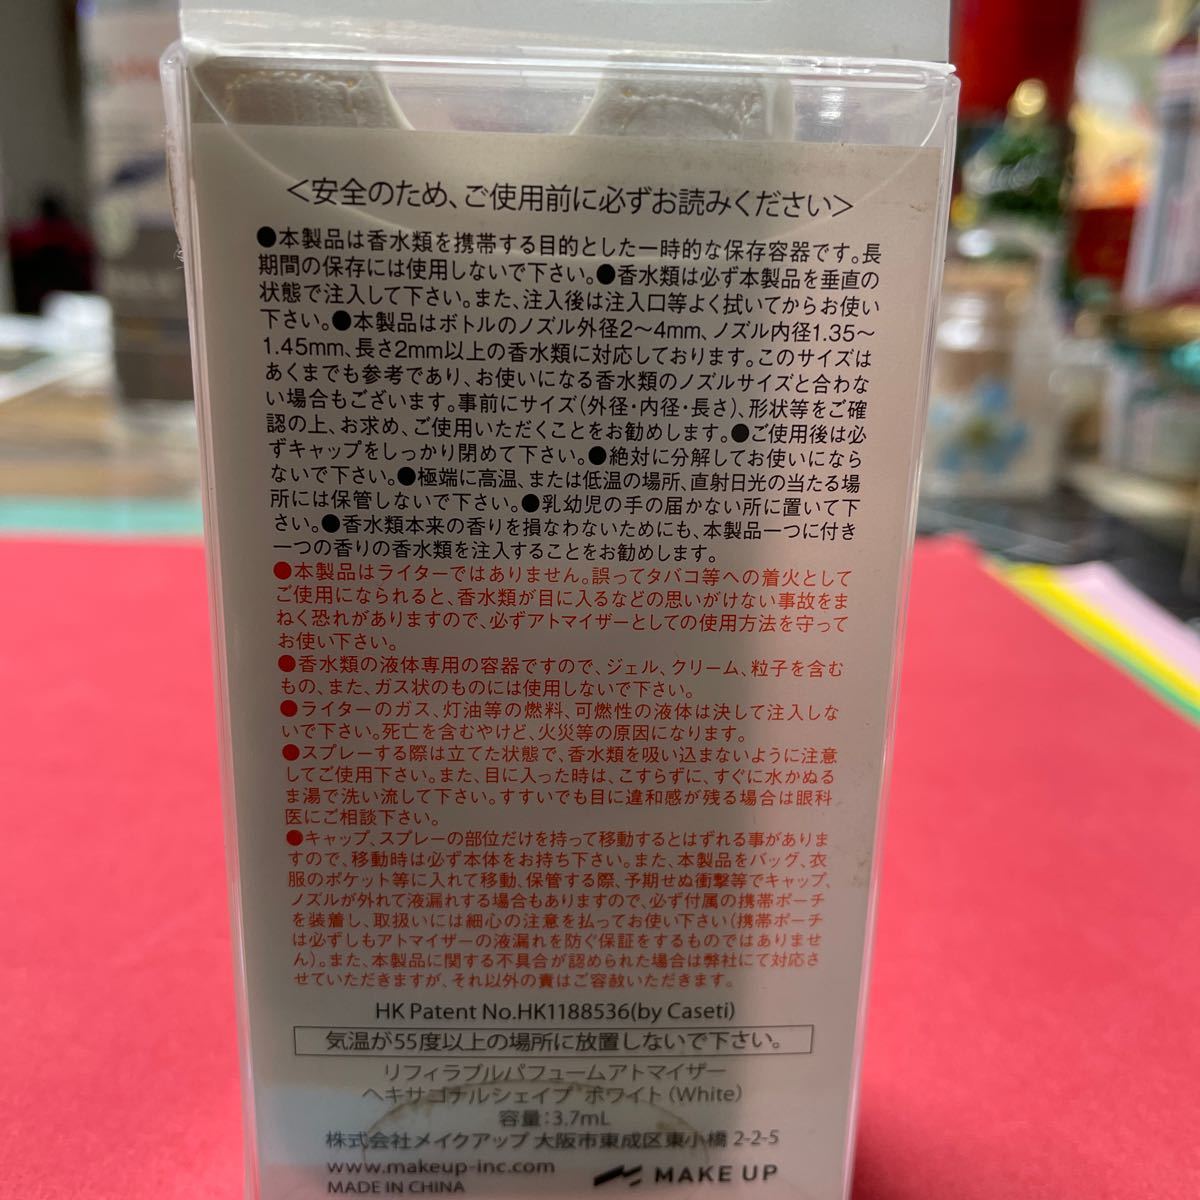 ＜安全のため、ご使用前に必ずお読みください＞
●本製品は香水類を携帯する目的とした一時的な保存容器です。長
期間の保存には使用しないで下さい。●香水類は必ず本製品を垂直の
状態で注入して下さい。また、注入後は注入口等よく拭いてからお使い
下さい。●本製品はボトルのノズル外径2〜4mm、ノズル内径1.35〜
1.45mm、長さ2mm以上の香水類に対応しております。このサイズは
あくまでも参考であり、お使いになる香水類のノズルサイズと合わな
い場合もございます。事前にサイズ（外径・内径・長さ）、形状等をご確
認の上、お求め、ご使用いただくことをお勧めします。●ご使用後は必
ずキャップをしっかり閉めて下さい。●絶対に分解してお使いになら
ないで下さい。●極端に高温、または低温の場所、直射日光の当たる場
所には保管しないで下さい。●乳幼児の手の届かない所に置いて下
さい。●香水類本来の香りを損なわないためにも、本製品一つに付き
一つの香りの香水類を注入することをお勧めします。
●本製品はライターではありません。誤ってタバコ等への着火として
ご使用になられると、香水類が目に入るなどの思いがけない事故をま
ねく恐れがありますので、必ずアトマイザーとしての使用方法を守って
お使い下さい。
●香水類の液体専用の容器ですので、ジェル、クリーム、粒子を含む
もの、また、ガス状のものには使用しないで下さい。
●ライターのガス、灯油等の燃料、可燃性の液体は決して注入しな
いで下さい。死亡を含むやけど、火災等の原因になります。
●スプレーする際は立てた状態で、香水類を吸い込まないように注意
してご使用下さい。また、目に入った時は、こすらずに、すぐに水かぬる
ま湯で洗い流して下さい。すすいでも目に違和感が残る場合は眼科
医にご相談下さい。
●キャップ、スプレーの部位だけを持って移動するとはずれる事がありま
すので、移動時は必ず本体をお持ち下さい。また、本製品をバッグ、衣
服のポケット等に入れて移動、保管する際、予期せぬ衝撃等でキャップ、
ノズルが外れて液漏れする場合もありますので、必ず付属の携帯ポーチ
を装着し、取扱いには細心の注意を払ってお使い下さい（携帯ポーチ
は必ずしもアトマイザーの液漏れを防ぐ保証をするものではありませ
ん）。また、本製品に関する不具合が認められた場合は弊社にて対応さ
せていただきますが、それ以外の責はご容赦いただきます。
HK Patent No.HK1188536(by Caseti)
気温が55度以上の場所に放置しないで下さい。
リフィラブルパフュームアトマイザー
ヘキサゴナルシェイプ ホワイト（White）
容量:3.7mL
株式会社メイクアップ 大阪市東成区東小橋 2-2-5
www.makeup-inc.com
MAKE UP
MADE IN CHINA